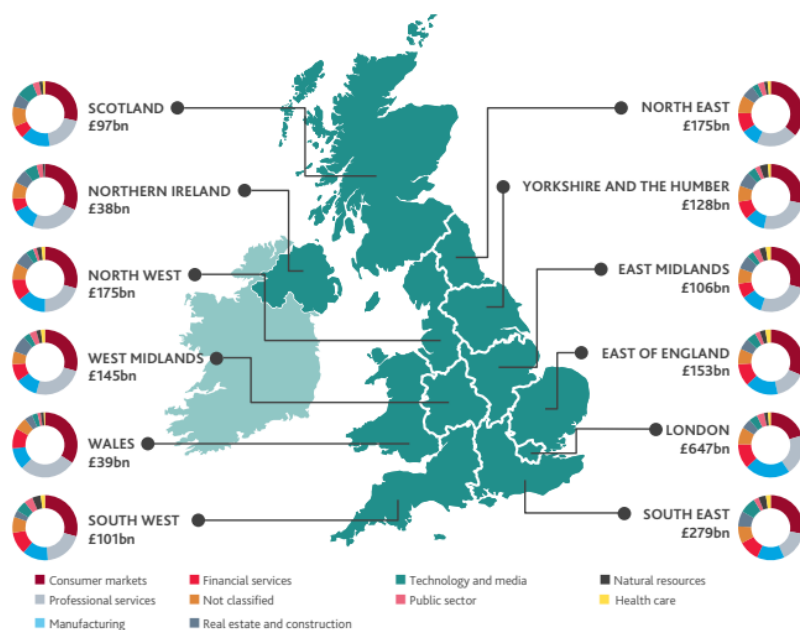 SCOTLAND
£97bn
NORTHERN IRELAND
£38bn
NORTH WEST
£175bn
WEST MIDLANDS
£145bn
WALES
£39bn
SOUTH WEST
£101bn
NORTH EAST
£175bn
YORKSHIRE AND THE HUMBER
£128bn
EAST MIDLANDS
£106bn
EAST OF ENGLAND
£153bn
LONDON
£647bn
SOUTH EAST
£279bn
Consumer markets
Financial services
Technology and media
Natural resources
Professional services
Not classified
Public sector
Health care
Manufacturing
Real estate and construction